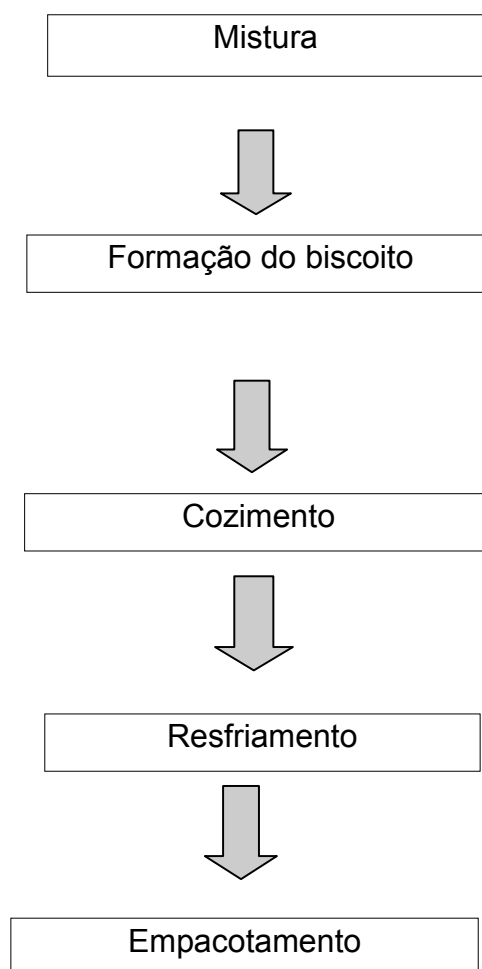 Mistura
Formação do biscoito
Cozimento
Resfriamento
Empacotamento